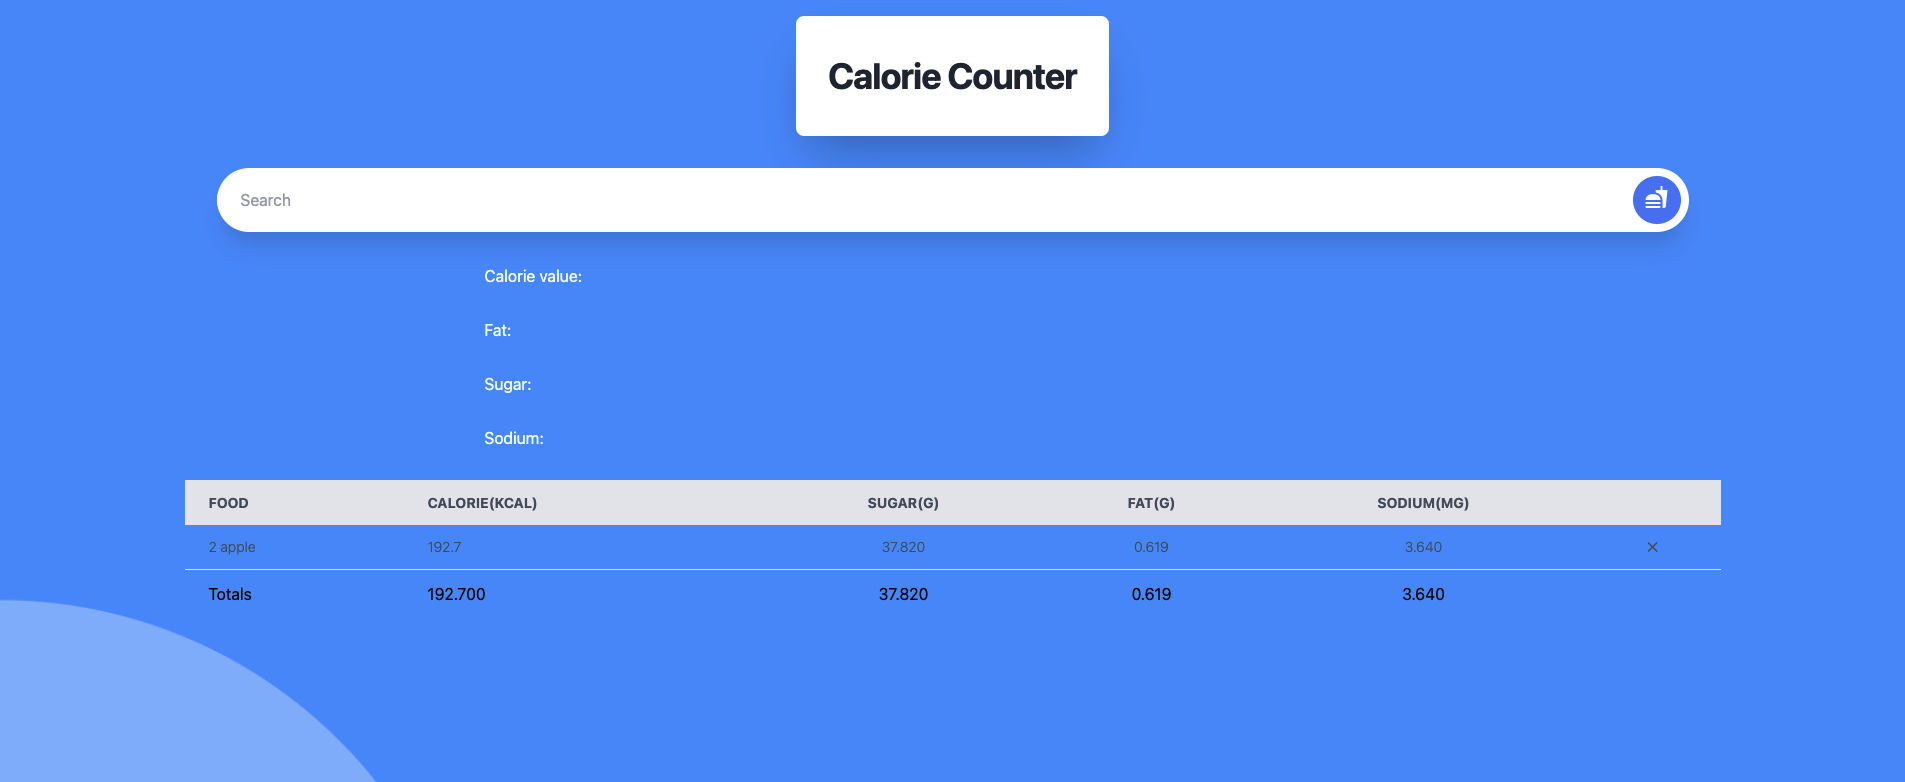 Calorie Counter
Search
Calorie value:
Fat:
Sugar:
Sodium:
FOOD CALORIE(KCAL) SUGAR(G) FAT(G) SODIUM(MG)
2 apple 192.7 37.820 0.619 3.640
Totals 192.700 37.820 0.619 3.640